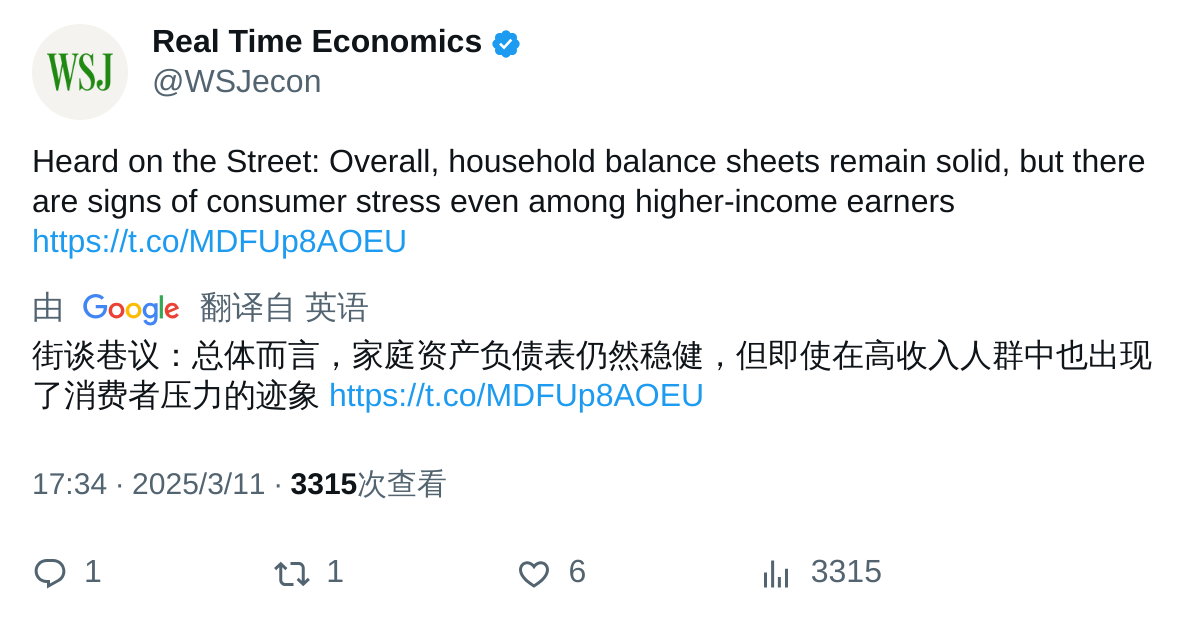 WSJ
Real Time Economics
@WSJecon
Heard on the Street: Overall, household balance sheets remain solid, but there
are signs of consumer stress even among higher-income earners
https://t.co/MDFUp8AOEU
由 Google 翻译自 英语
街谈巷议：总体而言，家庭资产负债表仍然稳健，但即使在高收入人群中也出现
了消费者压力的迹象 https://t.co/MDFUp8AOEU
17:34 · 2025/3/11 · 3315次查看
1 1 6 3315